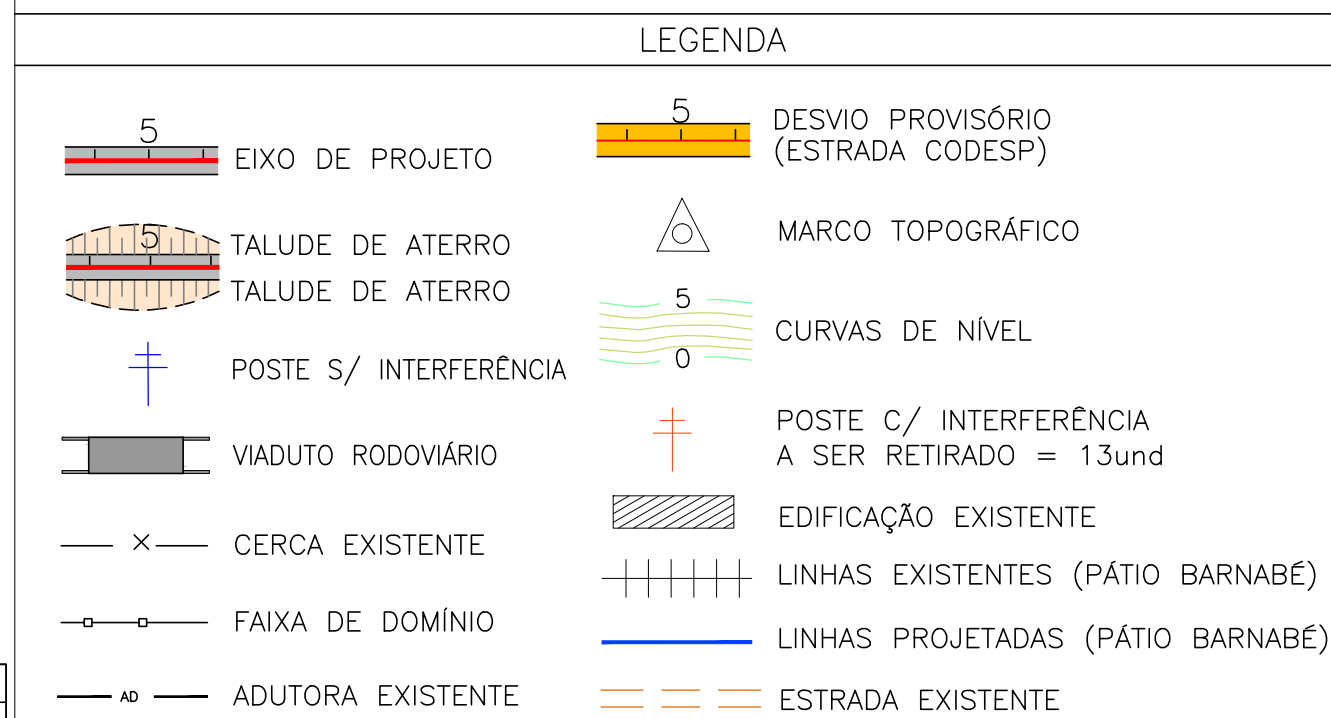 LEGENDA
5
EIXO DE PROJETO
5
TALUDE DE ATERRO
TALUDE DE ATERRO
POSTE S/ INTERFERÊNCIA
VIADUTO RODOVIÁRIO
CERCA EXISTENTE
FAIXA DE DOMÍNIO
AD
ADUTORA EXISTENTE
5
DESVIO PROVISÓRIO
(ESTRADA CODESP)
MARCO TOPOGRÁFICO
5
CURVAS DE NÍVEL
0
POSTE C/ INTERFERÊNCIA
A SER RETIRADO = 13und
EDIFICAÇÃO EXISTENTE
LINHAS EXISTENTES (PÁTIO BARNABÉ)
LINHAS PROJETADAS (PÁTIO BARNABÉ)
ESTRADA EXISTENTE